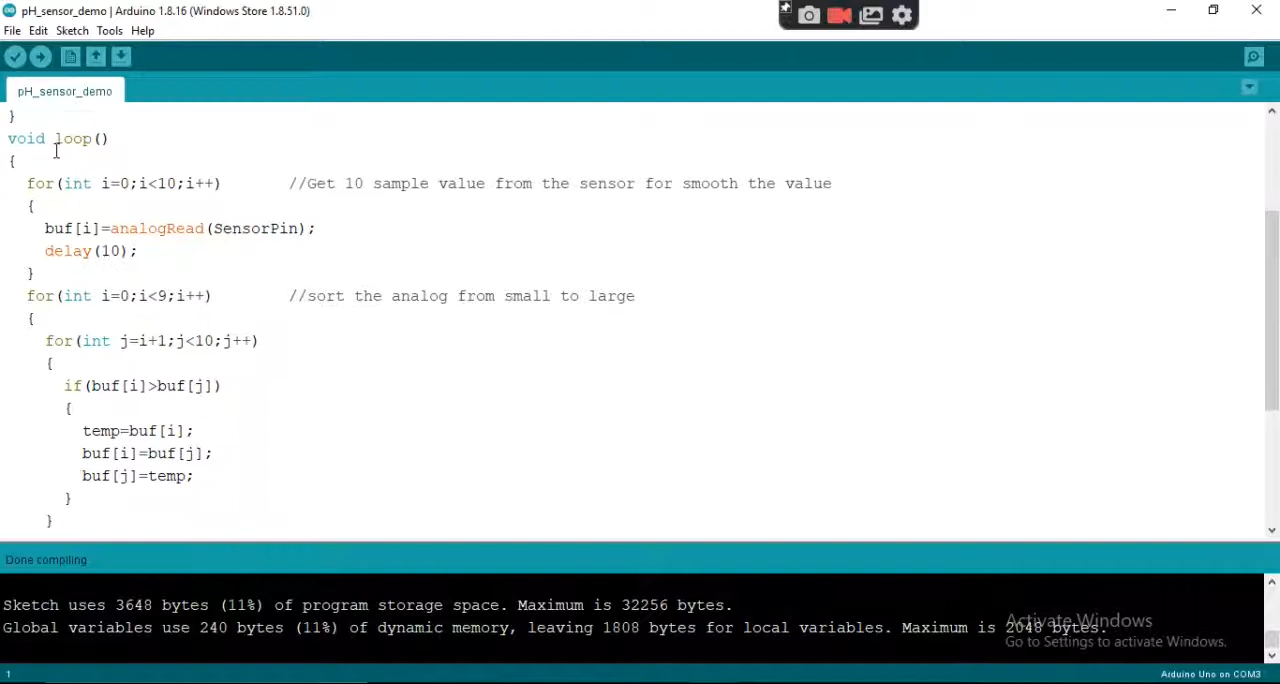 pH_sensor_demo | Arduino 1.8.16 (Windows Store 1.8.51.0)
File Edit Sketch Tools Help
pH_sensor_demo
}
void loop()
{
for(int i=0;i<10;i++) //Get 10 sample value from the sensor for smooth the value
{
buf[i]=analogRead(SensorPin);
delay(10);
}
for(int i=0;i<9;i++) //sort the analog from small to large
{
for(int j=i+1;j<10;j++)
{
if(buf[i]>buf[j])
{
temp=buf[i];
buf[i]=buf[j];
buf[j]=temp;
}
}
Done compiling
Sketch uses 3648 bytes (11%) of program storage space. Maximum is 32256 bytes.
Global variables use 240 bytes (11%) of dynamic memory, leaving 1808 bytes for local variables. Maximum is 2048 bytes.
Activate Windows
Go to Settings to activate Windows.
1
Arduino Uno on COM3